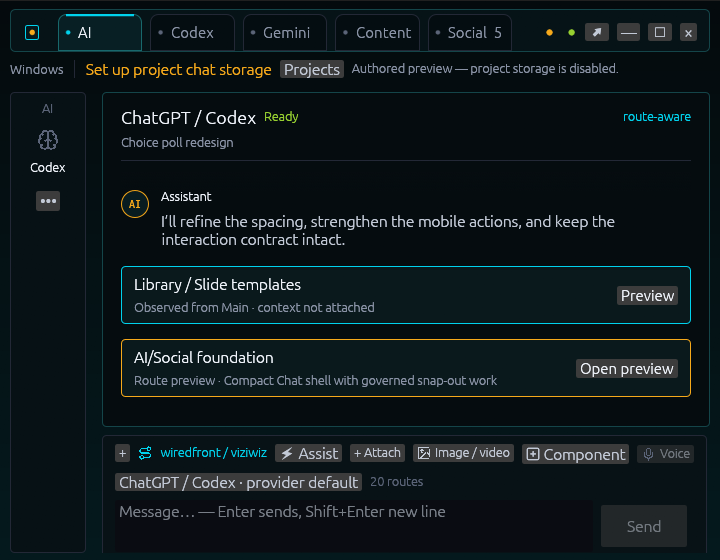 AI
Codex
Gemini
Content
Social 5
Windows
Set up project chat storage
Projects
Authored preview — project storage is disabled.
AI
Codex
•••
ChatGPT / Codex Ready
route-aware
Choice poll redesign
AI
Assistant
I'll refine the spacing, strengthen the mobile actions, and keep the
interaction contract intact.
Library / Slide templates
Observed from Main · context not attached
Preview
AI/Social foundation
Route preview · Compact Chat shell with governed snap-out work
Open preview
+ wiredfront / viziwiz Assist + Attach Image / video Component Voice
ChatGPT / Codex · provider default 20 routes
Message… — Enter sends, Shift+Enter new line
Send